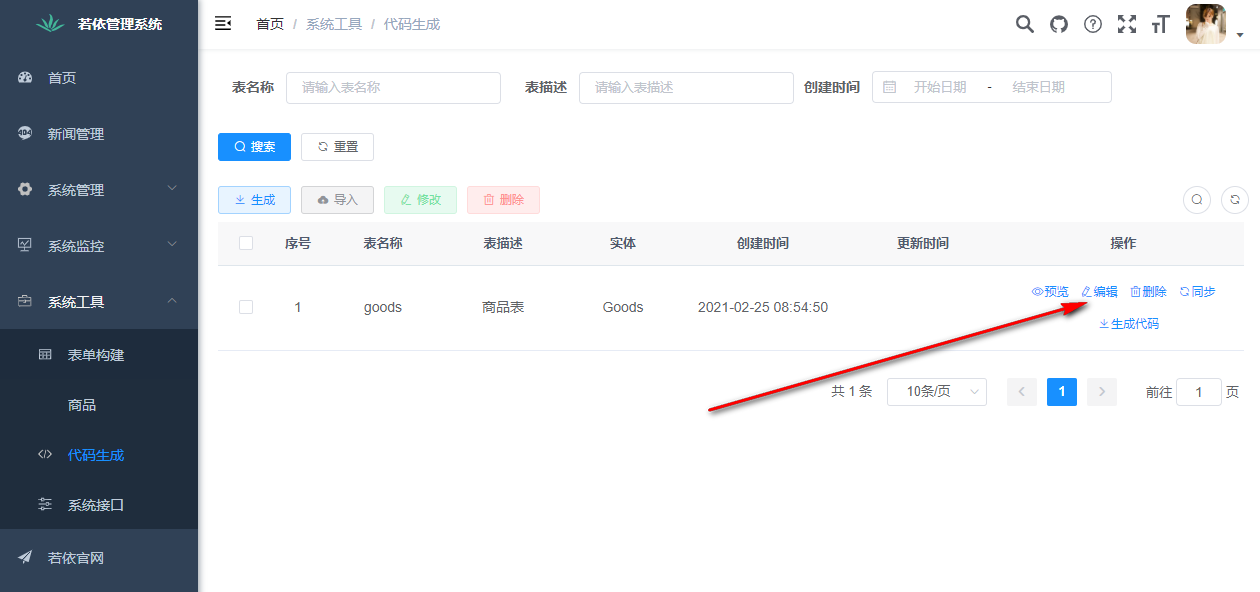 若依管理系统
首页 / 系统工具 / 代码生成
首页
新闻管理
系统管理
系统监控
系统工具
表单构建
商品
代码生成
系统接口
若依官网
表名称 请输入表名称 表描述 请输入表描述 创建时间 开始日期 - 结束日期
搜索 重置
生成 导入 修改 删除
序号 表名称 表描述 实体 创建时间 更新时间 操作
1 goods 商品表 Goods 2021-02-25 08:54:50 预览 编辑 删除 同步
生成代码
共 1 条 10条/页 1 前往 1 页